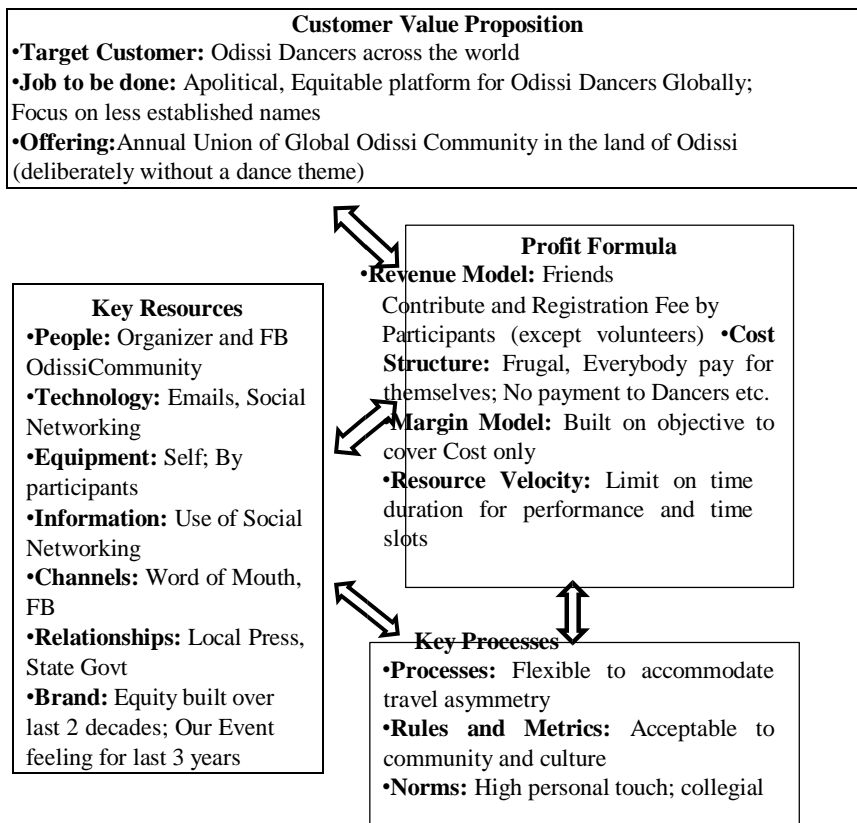 Customer Value Proposition
•Target Customer: Odissi Dancers across the world
•Job to be done: Apolitical, Equitable platform for Odissi Dancers Globally;
Focus on less established names
•Offering:Annual Union of Global Odissi Community in the land of Odissi
(deliberately without a dance theme)
Profit Formula
•Revenue Model: Friends
Contribute and Registration Fee by
Participants (except volunteers) •Cost
Structure: Frugal, Everybody pay for
themselves; No payment to Dancers etc.
•Margin Model: Built on objective to
cover Cost only
•Resource Velocity: Limit on time
duration for performance and time
slots
Key Resources
•People: Organizer and FB
OdissiCommunity
•Technology: Emails, Social
Networking
•Equipment: Self; By
participants
•Information: Use of Social
Networking
•Channels: Word of Mouth,
FB
•Relationships: Local Press,
State Govt
•Brand: Equity built over
last 2 decades; Our Event
feeling for last 3 years
Key Processes
•Processes: Flexible to accommodate
travel asymmetry
•Rules and Metrics: Acceptable to
community and culture
•Norms: High personal touch; collegial